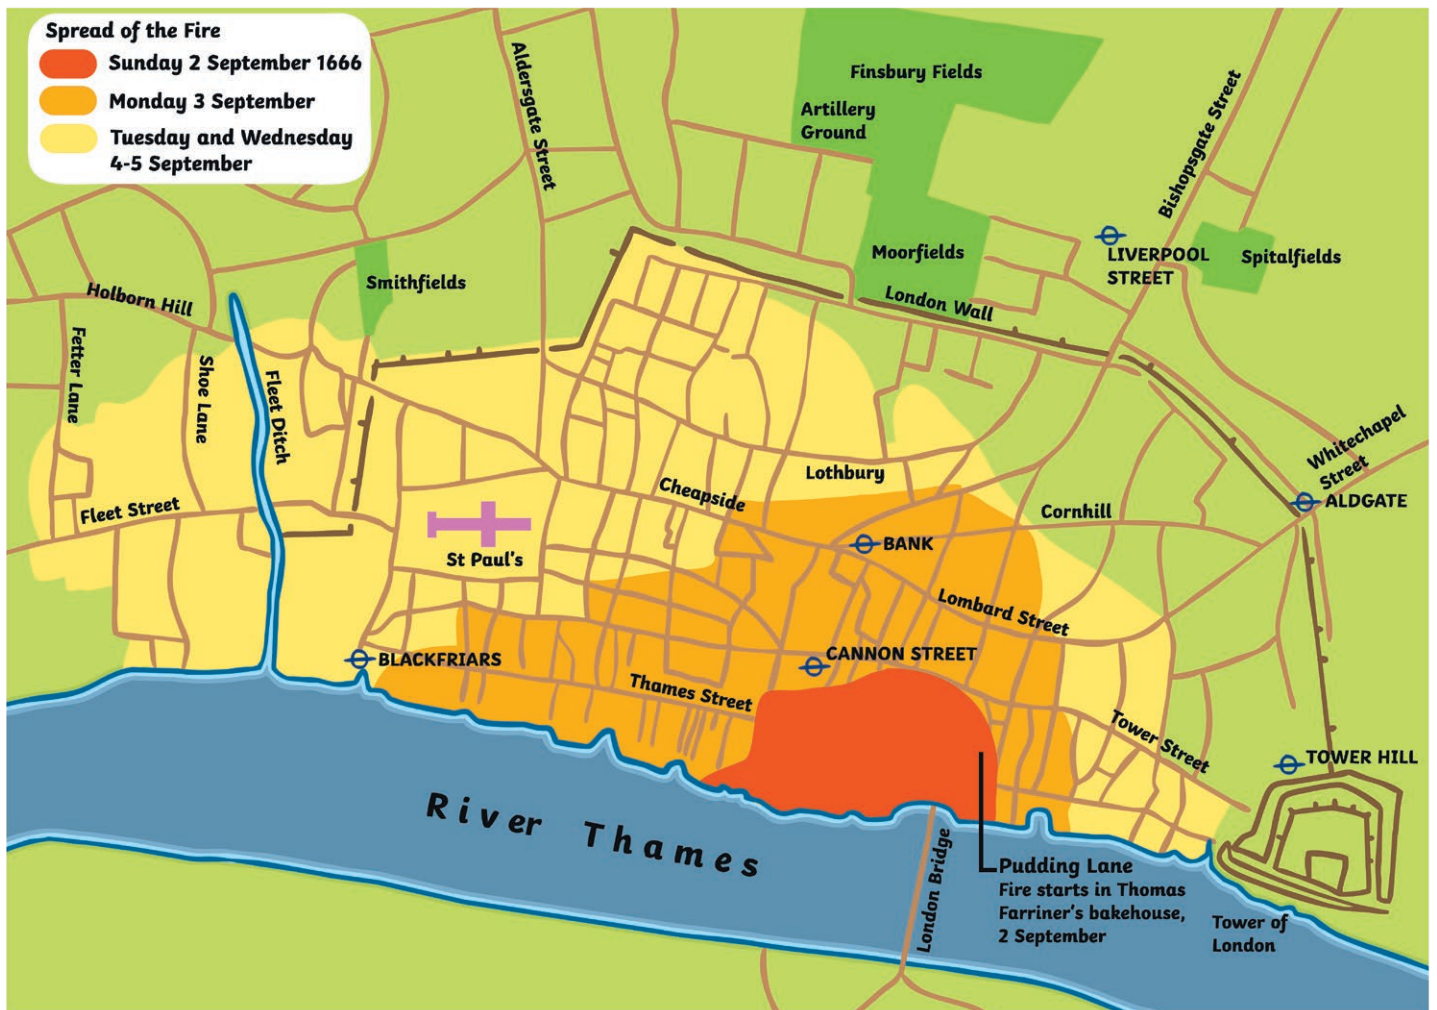 Spread of the Fire
Sunday 2 September 1666
Monday 3 September
Tuesday and Wednesday
4-5 September
Aldersgate Street
Finsbury Fields
Artillery
Ground
Bishopsgate Street
Moorfields
LIVERPOOL
STREET
Spitalfields
Smithfields
Holborn Hill
London Wall
Fetter Lane
Shoe Lane
Fleet Ditch
Whitechapel
Street
Lothbury
Cheapside
Cornhill
ALDGATE
Fleet Street
BANK
St Paul's
Lombard Street
BLACKFRIARS
CANNON STREET
Thames Street
Tower Street
TOWER HILL
River Thames
London Bridge
Pudding Lane
Fire starts in Thomas
Farriner's bakehouse,
2 September
Tower of
London